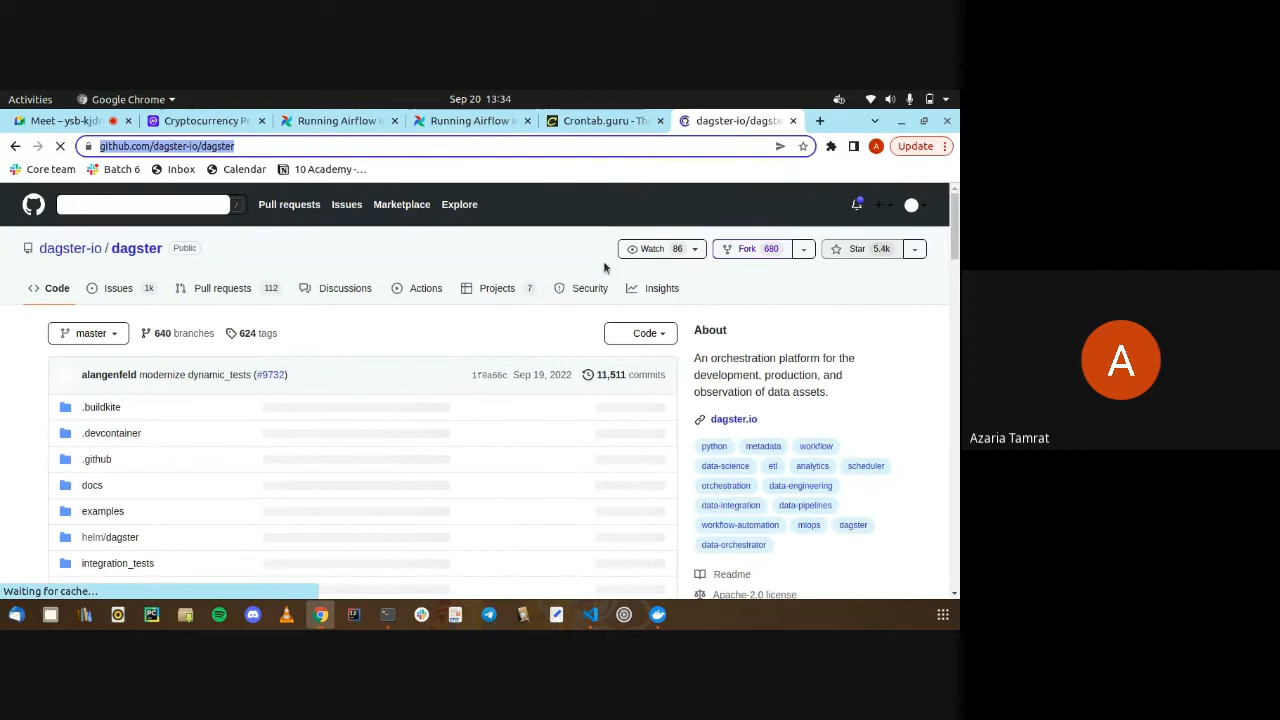 Activities
Google Chrome
Sep 20 13:34
Meet – ysb-kjdr
Cryptocurrency P
Running Airflow i
Running Airflow i
Crontab.guru - Th
dagster-io/dagste
github.com/dagster-io/dagster
A
Update
Core team
Batch 6
Inbox
Calendar
10 Academy -...
/
Pull requests
Issues
Marketplace
Explore
dagster-io / dagster
Public
Watch 86
Fork 680
Star 5.4k
Code
Issues 1k
Pull requests 112
Discussions
Actions
Projects 7
Security
Insights
master
640 branches
624 tags
Code
alangenfeld modernize dynamic_tests (#9732)
1f0a66c Sep 19, 2022
11,511 commits
.buildkite
.devcontainer
.github
docs
examples
helm/dagster
integration_tests
About
An orchestration platform for the
development, production, and
observation of data assets.
dagster.io
python metadata workflow
data-science etl analytics scheduler
orchestration data-engineering
data-integration data-pipelines
workflow-automation mlops dagster
data-orchestrator
Readme
Apache-2.0 license
Waiting for cache...
A
Azaria Tamrat